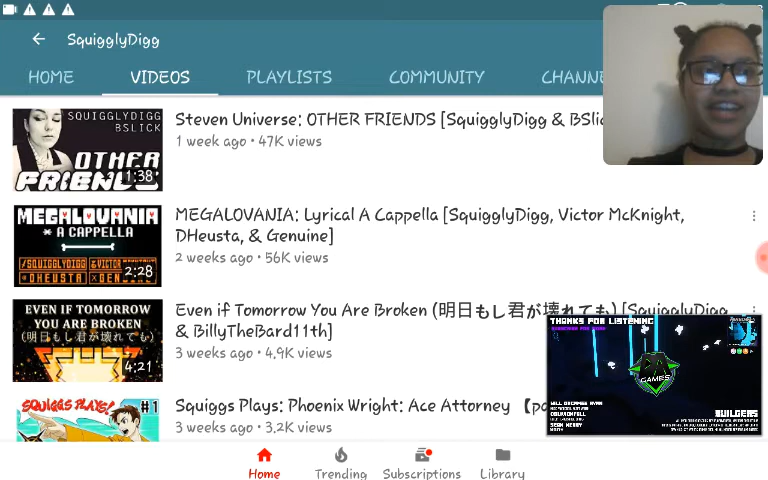 SquigglyDigg
HOME
VIDEOS
PLAYLISTS
COMMUNITY
CHANNE
SQUIGGLYDIGG
BSLICK
OTHER
FRIENDS
1:38
Steven Universe: OTHER FRIENDS [SquigglyDigg & BSlic
1 week ago • 47K views
MEGALOVANIA
* A CAPPELLA
2:28
MEGALOVANIA: Lyrical A Cappella [SquigglyDigg, Victor McKnight,
DHeusta, & Genuine]
2 weeks ago • 56K views
EVEN IF TOMORROW
YOU ARE BROKEN
(明日もし君が壊れても)
4:21
Even if Tomorrow You Are Broken (明日もし君が壊れても) [SquigglyDigg
& BillyTheBard11th]
3 weeks ago • 4.9K views
THANKS FOR LISTENING
GAMES
SQUIGGS PLAYS!
#1
Squiggs Plays: Phoenix Wright: Ace Attorney 【pa
3 weeks ago • 3.2K views
Home
Trending
Subscriptions
Library